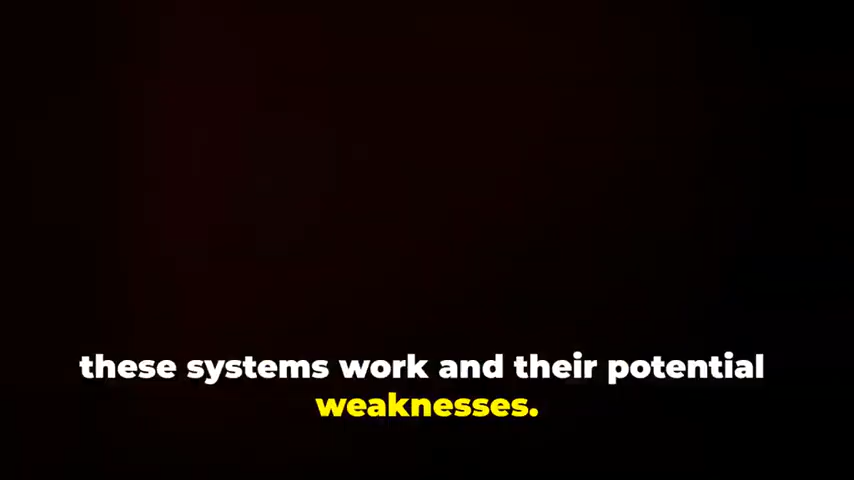 these systems work and their potential
weaknesses.